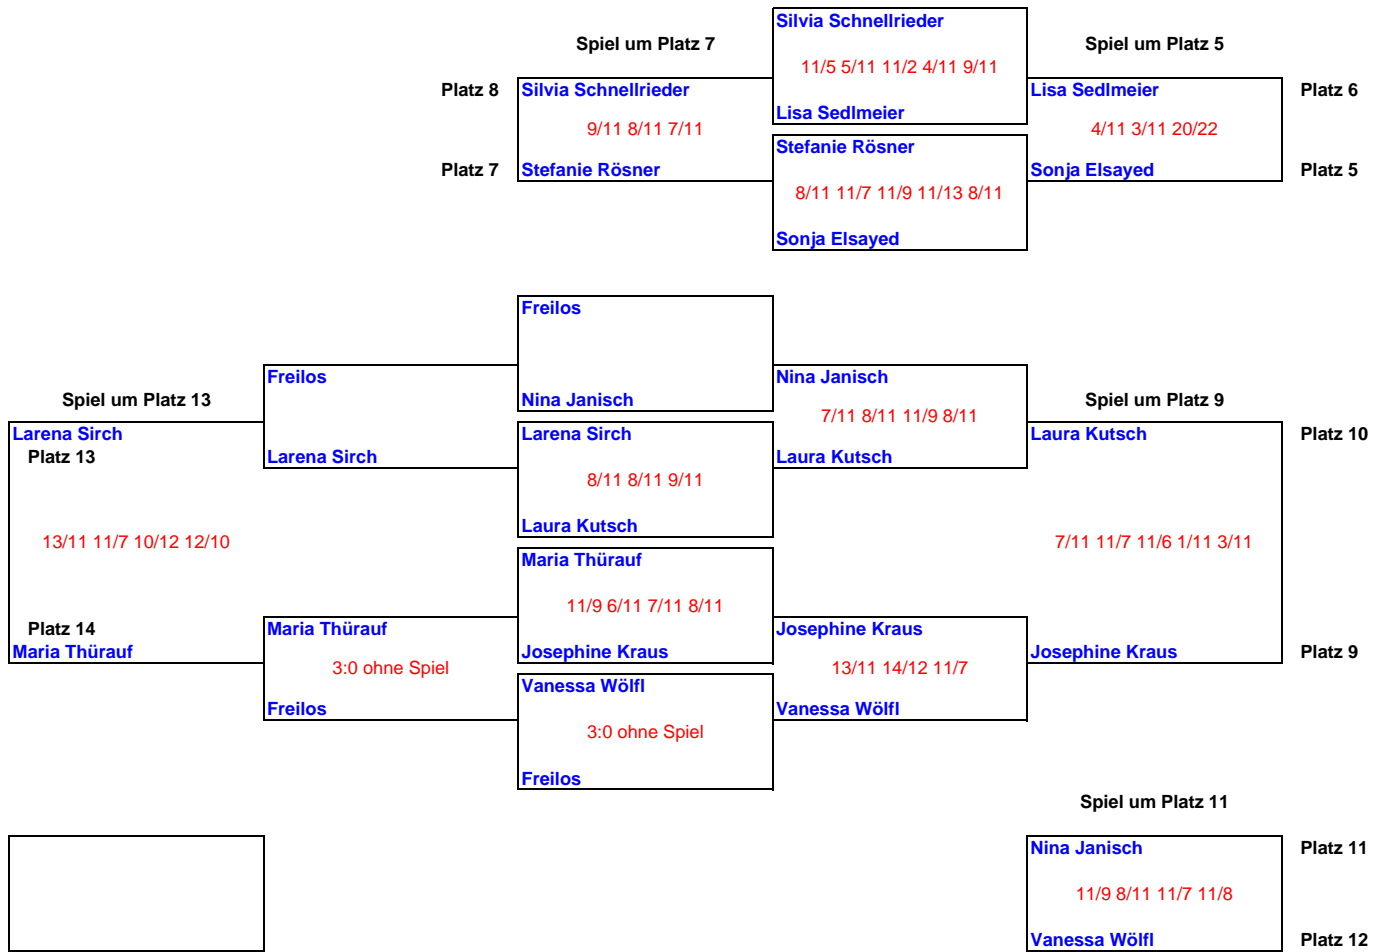 Silvia Schnellrieder
Spiel um Platz 7
Spiel um Platz 5
11/5 5/11 11/2 4/11 9/11
Platz 8
Silvia Schnellrieder
Lisa Sedlmeier
Platz 6
Lisa Sedlmeier
9/11 8/11 7/11
4/11 3/11 20/22
Stefanie Rösner
Platz 7
Stefanie Rösner
Sonja Elsayed
Platz 5
8/11 11/7 11/9 11/13 8/11
Sonja Elsayed
Freilos
Freilos
Nina Janisch
Spiel um Platz 13
Nina Janisch
Spiel um Platz 9
7/11 8/11 11/9 8/11
Larena Sirch
Larena Sirch
Laura Kutsch
Platz 10
Platz 13
Larena Sirch
Laura Kutsch
8/11 8/11 9/11
Laura Kutsch
13/11 11/7 10/12 12/10
7/11 11/7 11/6 1/11 3/11
Maria Thürauf
11/9 6/11 7/11 8/11
Platz 14
Maria Thürauf
Josephine Kraus
Maria Thürauf
Josephine Kraus
Josephine Kraus
Platz 9
3:0 ohne Spiel
13/11 14/12 11/7
Vanessa Wölfl
Freilos
Vanessa Wölfl
3:0 ohne Spiel
Freilos
Spiel um Platz 11
Nina Janisch
Platz 11
11/9 8/11 11/7 11/8
Vanessa Wölfl
Platz 12